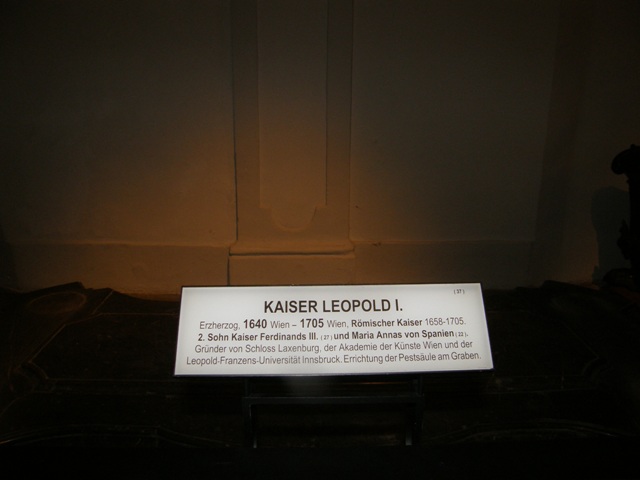 (37)
KAISER LEOPOLD I.
Erzherzog, 1640 Wien – 1705 Wien, Römischer Kaiser 1658-1705.
2. Sohn Kaiser Ferdinands III. (27) und Maria Annas von Spanien (22).
Gründer von Schloss Laxenburg, der Akademie der Künste Wien und der
Leopold-Franzens-Universität Innsbruck. Errichtung der Pestsäule am Graben.